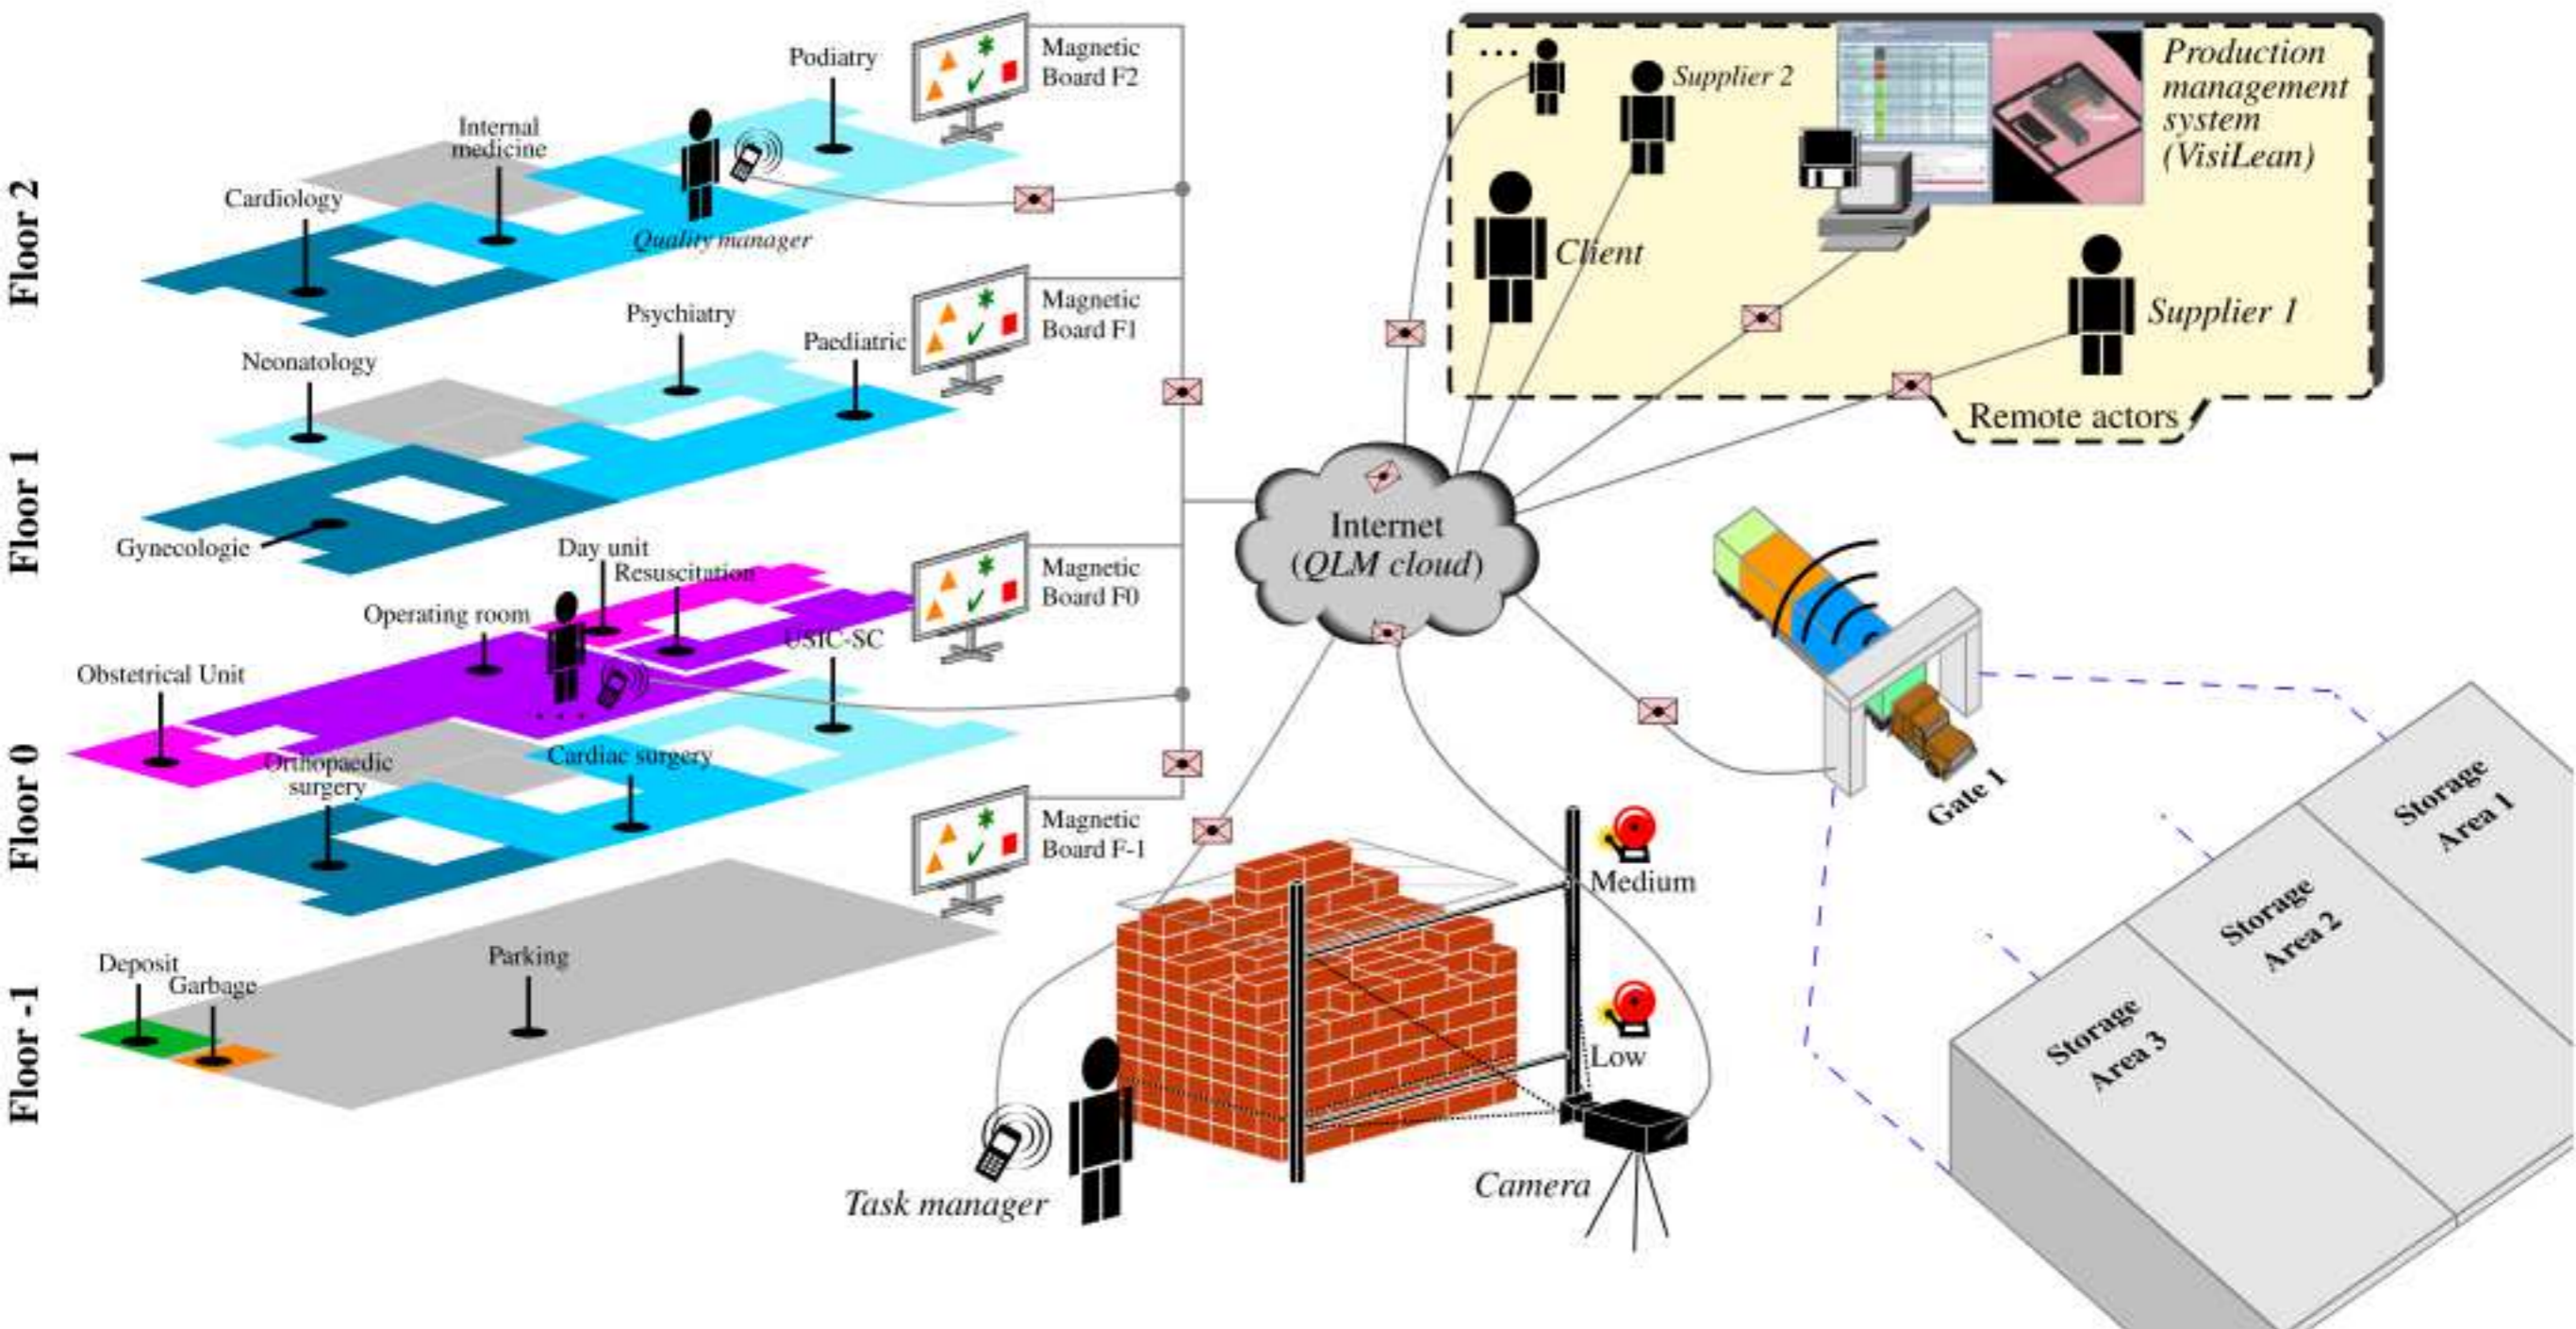 Floor 2
Podiatry
Internal
medicine
Cardiology
Quality manager
Magnetic
Board F2
Floor 1
Psychiatry
Paediatric
Neonatology
Gynecologie
Magnetic
Board F1
Floor 0
Day unit
Resuscitation
Operating room
USIC-SC
Obstetrical Unit
Orthopaedic
surgery
Cardiac surgery
Magnetic
Board F0
Floor -1
Deposit
Garbage
Parking
Magnetic
Board F-1
...
Supplier 2
Production
management
system
(VisiLean)
Client
Supplier 1
Remote actors
Internet
(QLM cloud)
Gate 1
Storage
Area 1
Storage
Area 2
Storage
Area 3
Medium
Low
Camera
Task manager